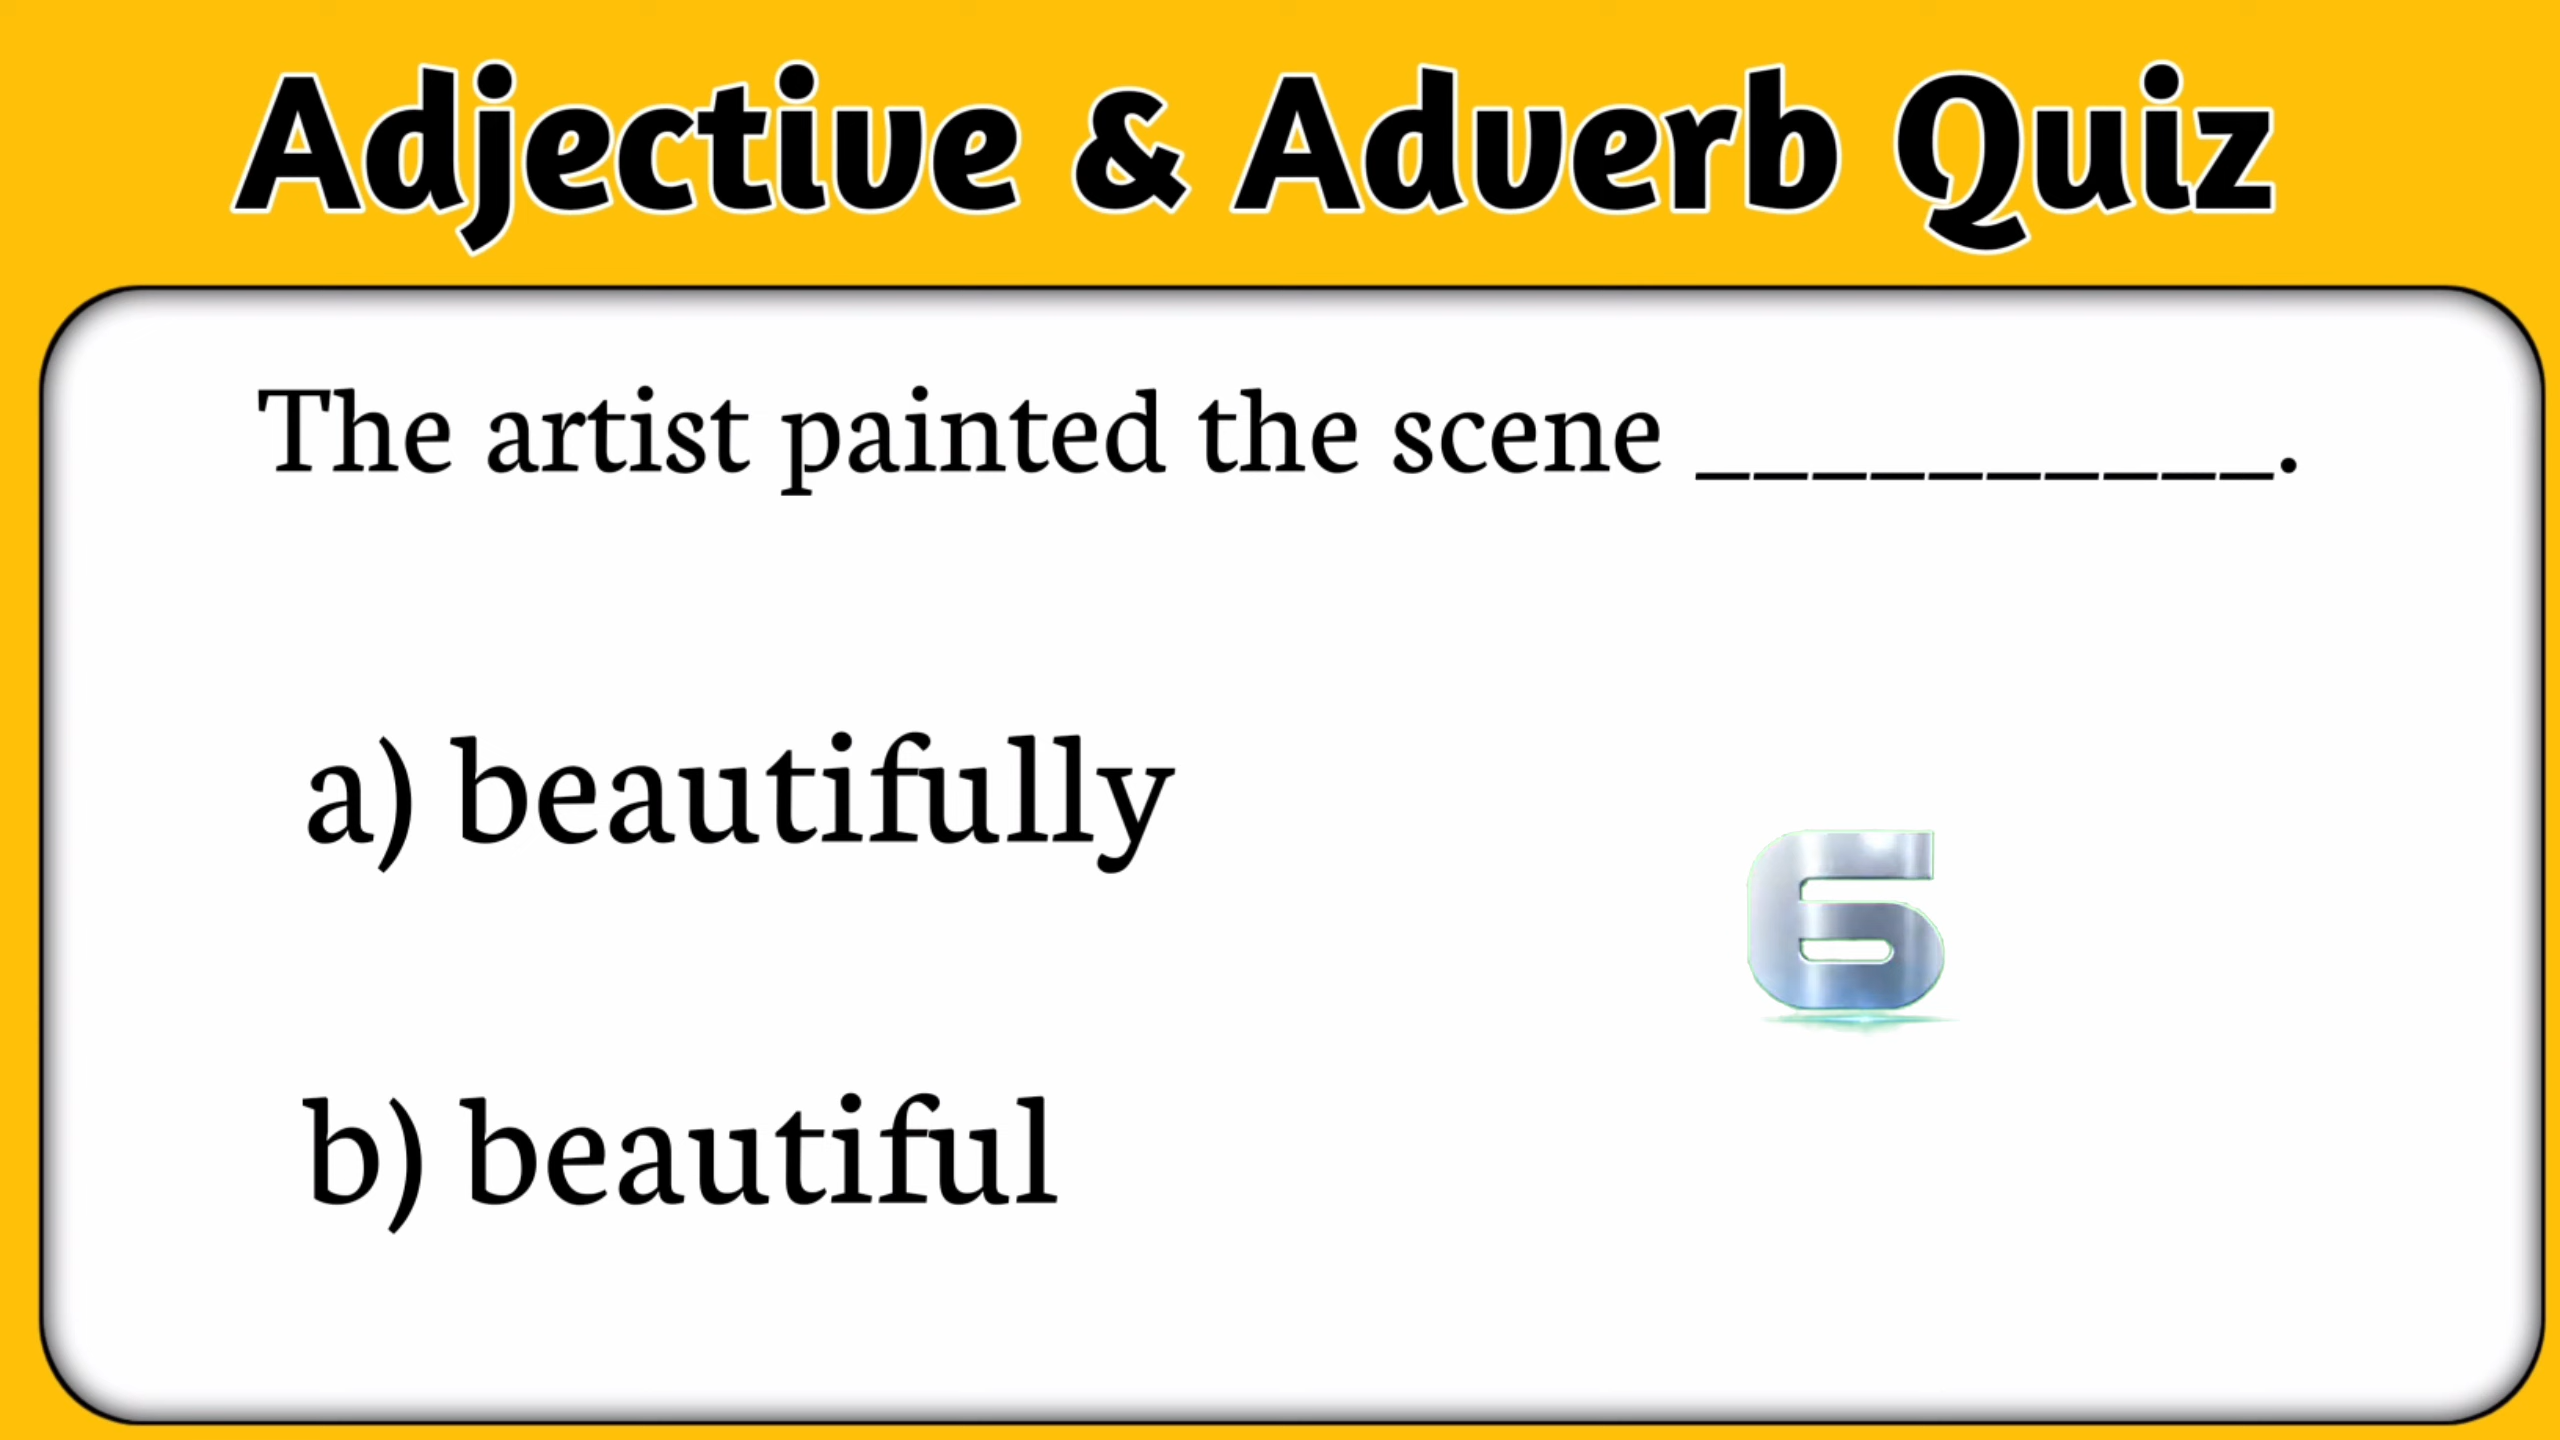 Adjective & Adverb Quiz
The artist painted the scene __________.
a) beautifully
6
b) beautiful